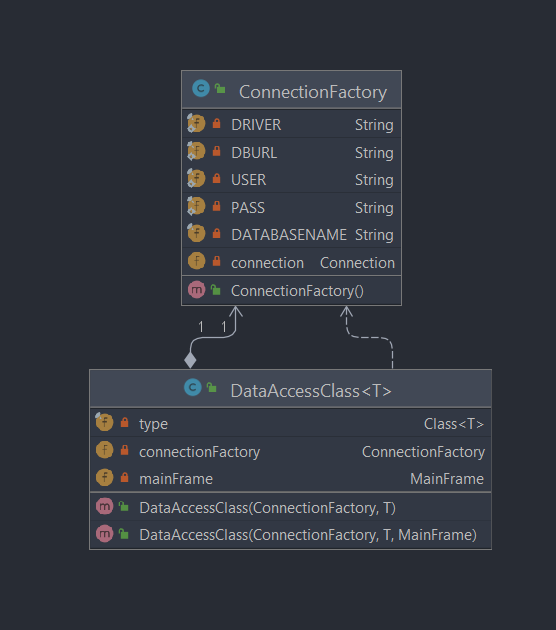 ConnectionFactory
DRIVER String
DBURL String
USER String
PASS String
DATABASENAME String
connection Connection
ConnectionFactory()
1 1
DataAccessClass<T>
type Class<T>
connectionFactory ConnectionFactory
mainFrame MainFrame
DataAccessClass(ConnectionFactory, T)
DataAccessClass(ConnectionFactory, T, MainFrame)